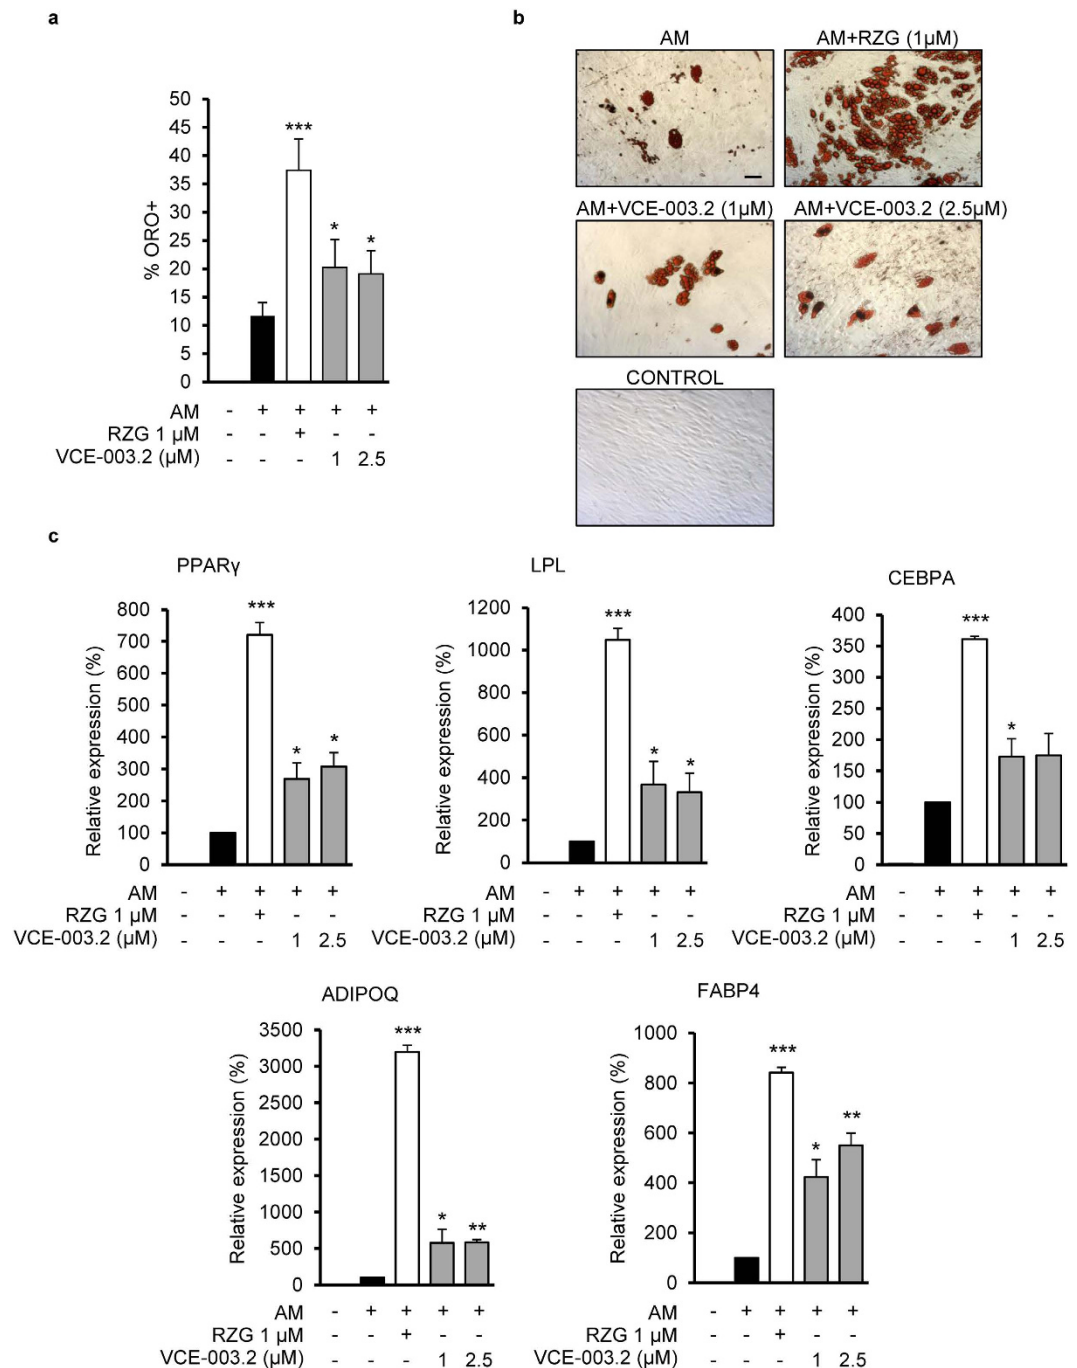 a
50
45
40
35
30
25
20
15
10
5
0
% ORO+
***
*
*
AM - + + + +
RZG 1 µM - - + - -
VCE-003.2 (µM) - - - 1 2.5
b
AM
AM+RZG (1µM)
AM+VCE-003.2 (1µM)
AM+VCE-003.2 (2.5µM)
CONTROL
c
PPARγ
800
700
600
500
400
300
200
100
0
Relative expression (%)
***
*
*
AM - + + + +
RZG 1 µM - - + - -
VCE-003.2 (µM) - - - 1 2.5
LPL
1200
1000
800
600
400
200
0
Relative expression (%)
***
*
*
AM - + + + +
RZG 1 µM - - + - -
VCE-003.2 (µM) - - - 1 2.5
CEBPA
400
350
300
250
200
150
100
50
0
Relative expression (%)
***
*
AM - + + + +
RZG 1 µM - - + - -
VCE-003.2 (µM) - - - 1 2.5
ADIPOQ
3500
3000
2500
2000
1500
1000
500
0
Relative expression (%)
***
*
**
AM - + + + +
RZG 1 µM - - + - -
VCE-003.2 (µM) - - - 1 2.5
FABP4
1000
800
600
400
200
0
Relative expression (%)
***
*
**
AM - + + + +
RZG 1 µM - - + - -
VCE-003.2 (µM) - - - 1 2.5